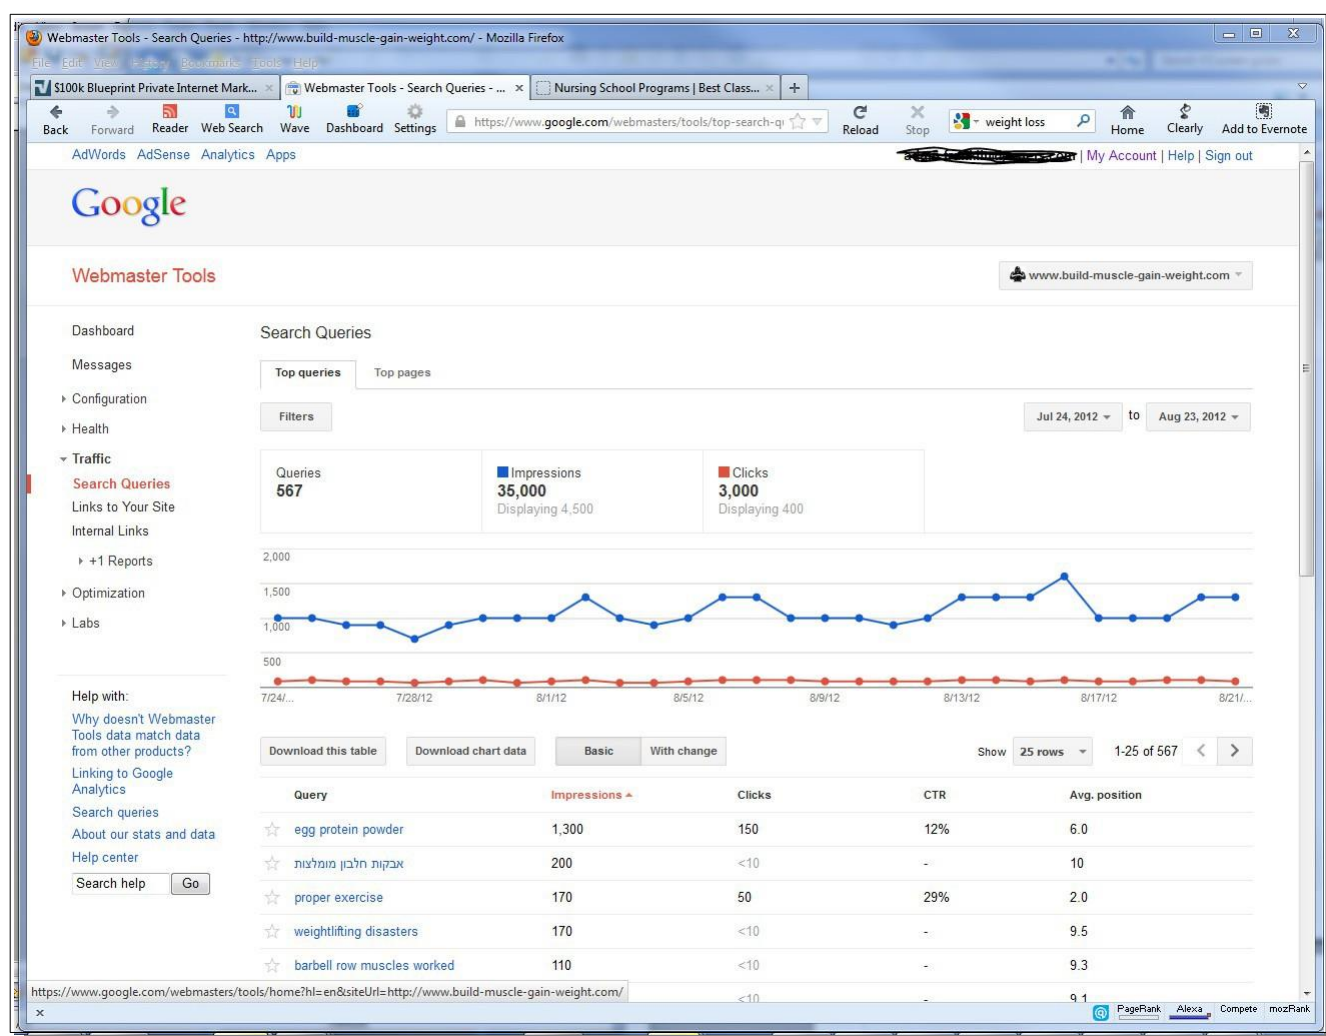 Webmaster Tools - Search Queries - http://www.build-muscle-gain-weight.com/ - Mozilla Firefox
File Edit View History Bookmarks Tools Help
$100k Blueprint Private Internet Mark... × Webmaster Tools - Search Queries - ... × Nursing School Programs | Best Class... × +
Back Forward Reader Web Search Wave Dashboard Settings https://www.google.com/webmasters/tools/top-search-q Reload Stop weight loss Home Clearly Add to Evernote
AdWords AdSense Analytics Apps | My Account | Help | Sign out
Google
Webmaster Tools www.build-muscle-gain-weight.com
Dashboard
Messages
Configuration
Health
Traffic
Search Queries
Links to Your Site
Internal Links
+1 Reports
Optimization
Labs
Help with:
Why doesn't Webmaster
Tools data match data
from other products?
Linking to Google
Analytics
Search queries
About our stats and data
Help center
Search help Go
Search Queries
Top queries Top pages
Filters Jul 24, 2012 to Aug 23, 2012
Queries Impressions Clicks
567 35,000 3,000
Displaying 4,500 Displaying 400
2,000
1,500
1,000
500
7/24/... 7/28/12 8/1/12 8/5/12 8/9/12 8/13/12 8/17/12 8/21/...
Download this table Download chart data Basic With change Show 25 rows 1-25 of 567
Query Impressions Clicks CTR Avg. position
egg protein powder 1,300 150 12% 6.0
אבקות חלבון מומלצות 200 <10 - 10
proper exercise 170 50 29% 2.0
weightlifting disasters 170 <10 - 9.5
barbell row muscles worked 110 <10 - 9.3
<10 - 9.1
https://www.google.com/webmasters/tools/home?hl=en&siteUrl=http://www.build-muscle-gain-weight.com/
× PageRank Alexa Compete mozRank